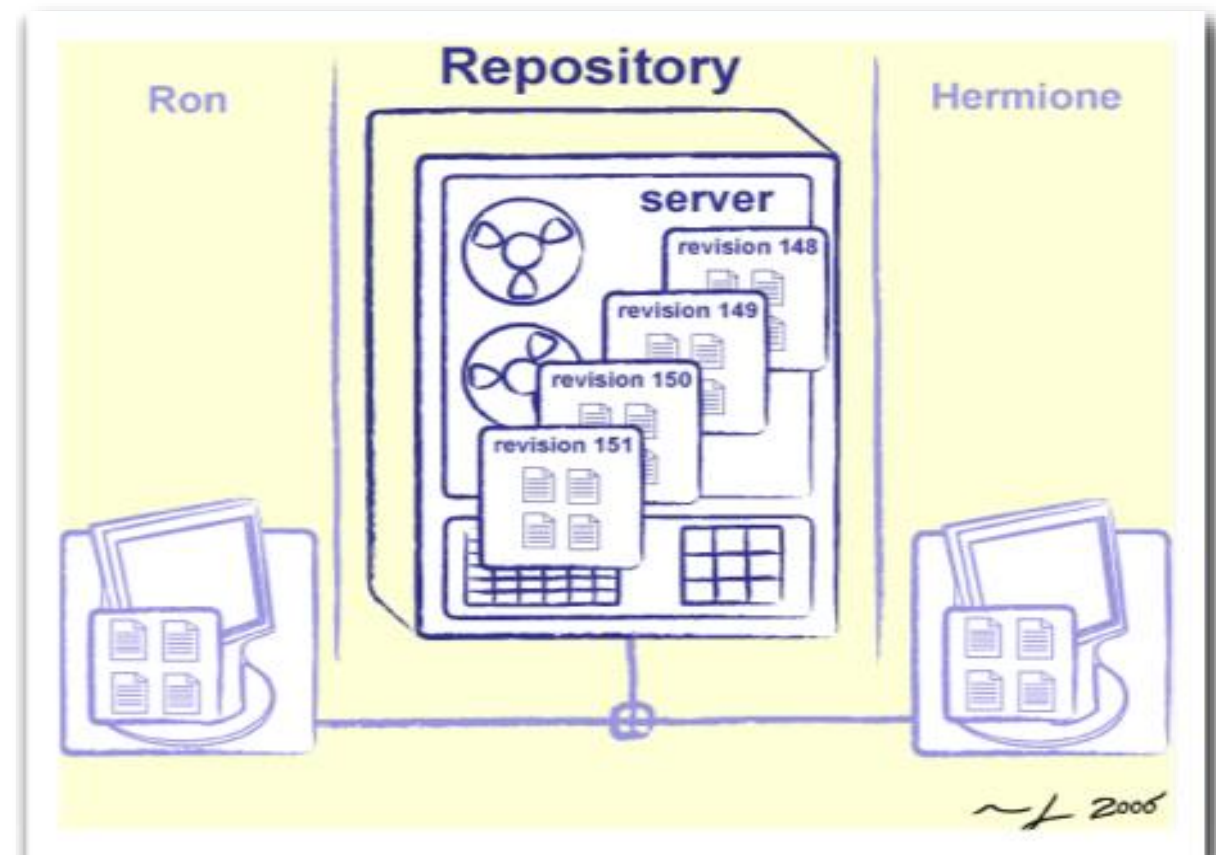 Repository
Ron
Hermione
server
revision 148
revision 149
revision 150
revision 151
2006